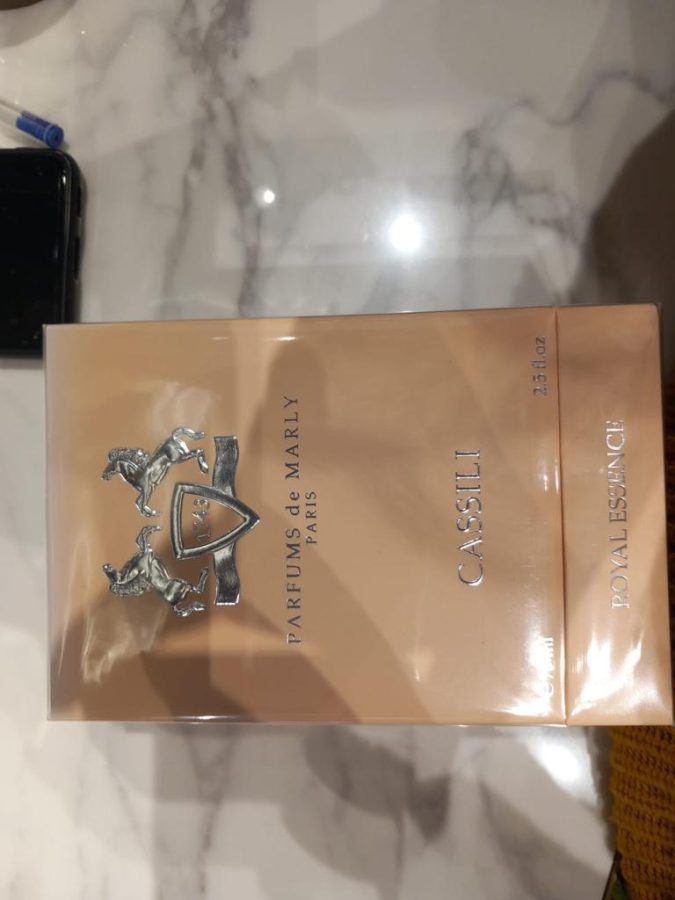 1743
PARFUMS de MARLY
PARIS
CASSILI
2.5 fl.oz
ROYAL ESSENCE